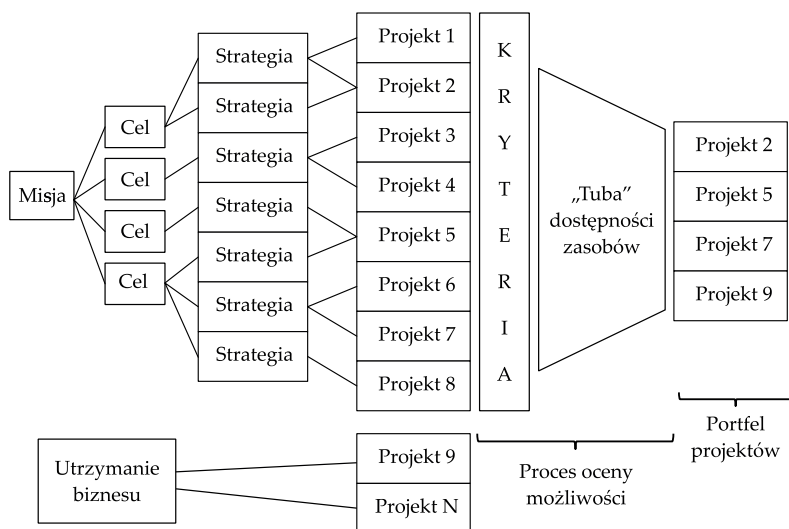 Misja
Cel
Cel
Cel
Cel
Strategia
Strategia
Strategia
Strategia
Strategia
Strategia
Strategia
Projekt 1
Projekt 2
Projekt 3
Projekt 4
Projekt 5
Projekt 6
Projekt 7
Projekt 8
K
R
Y
T
E
R
I
A
„Tuba”
dostępności
zasobów
Projekt 2
Projekt 5
Projekt 7
Projekt 9
Portfel
projektów
Utrzymanie
biznesu
Projekt 9
Projekt N
Proces oceny
możliwości